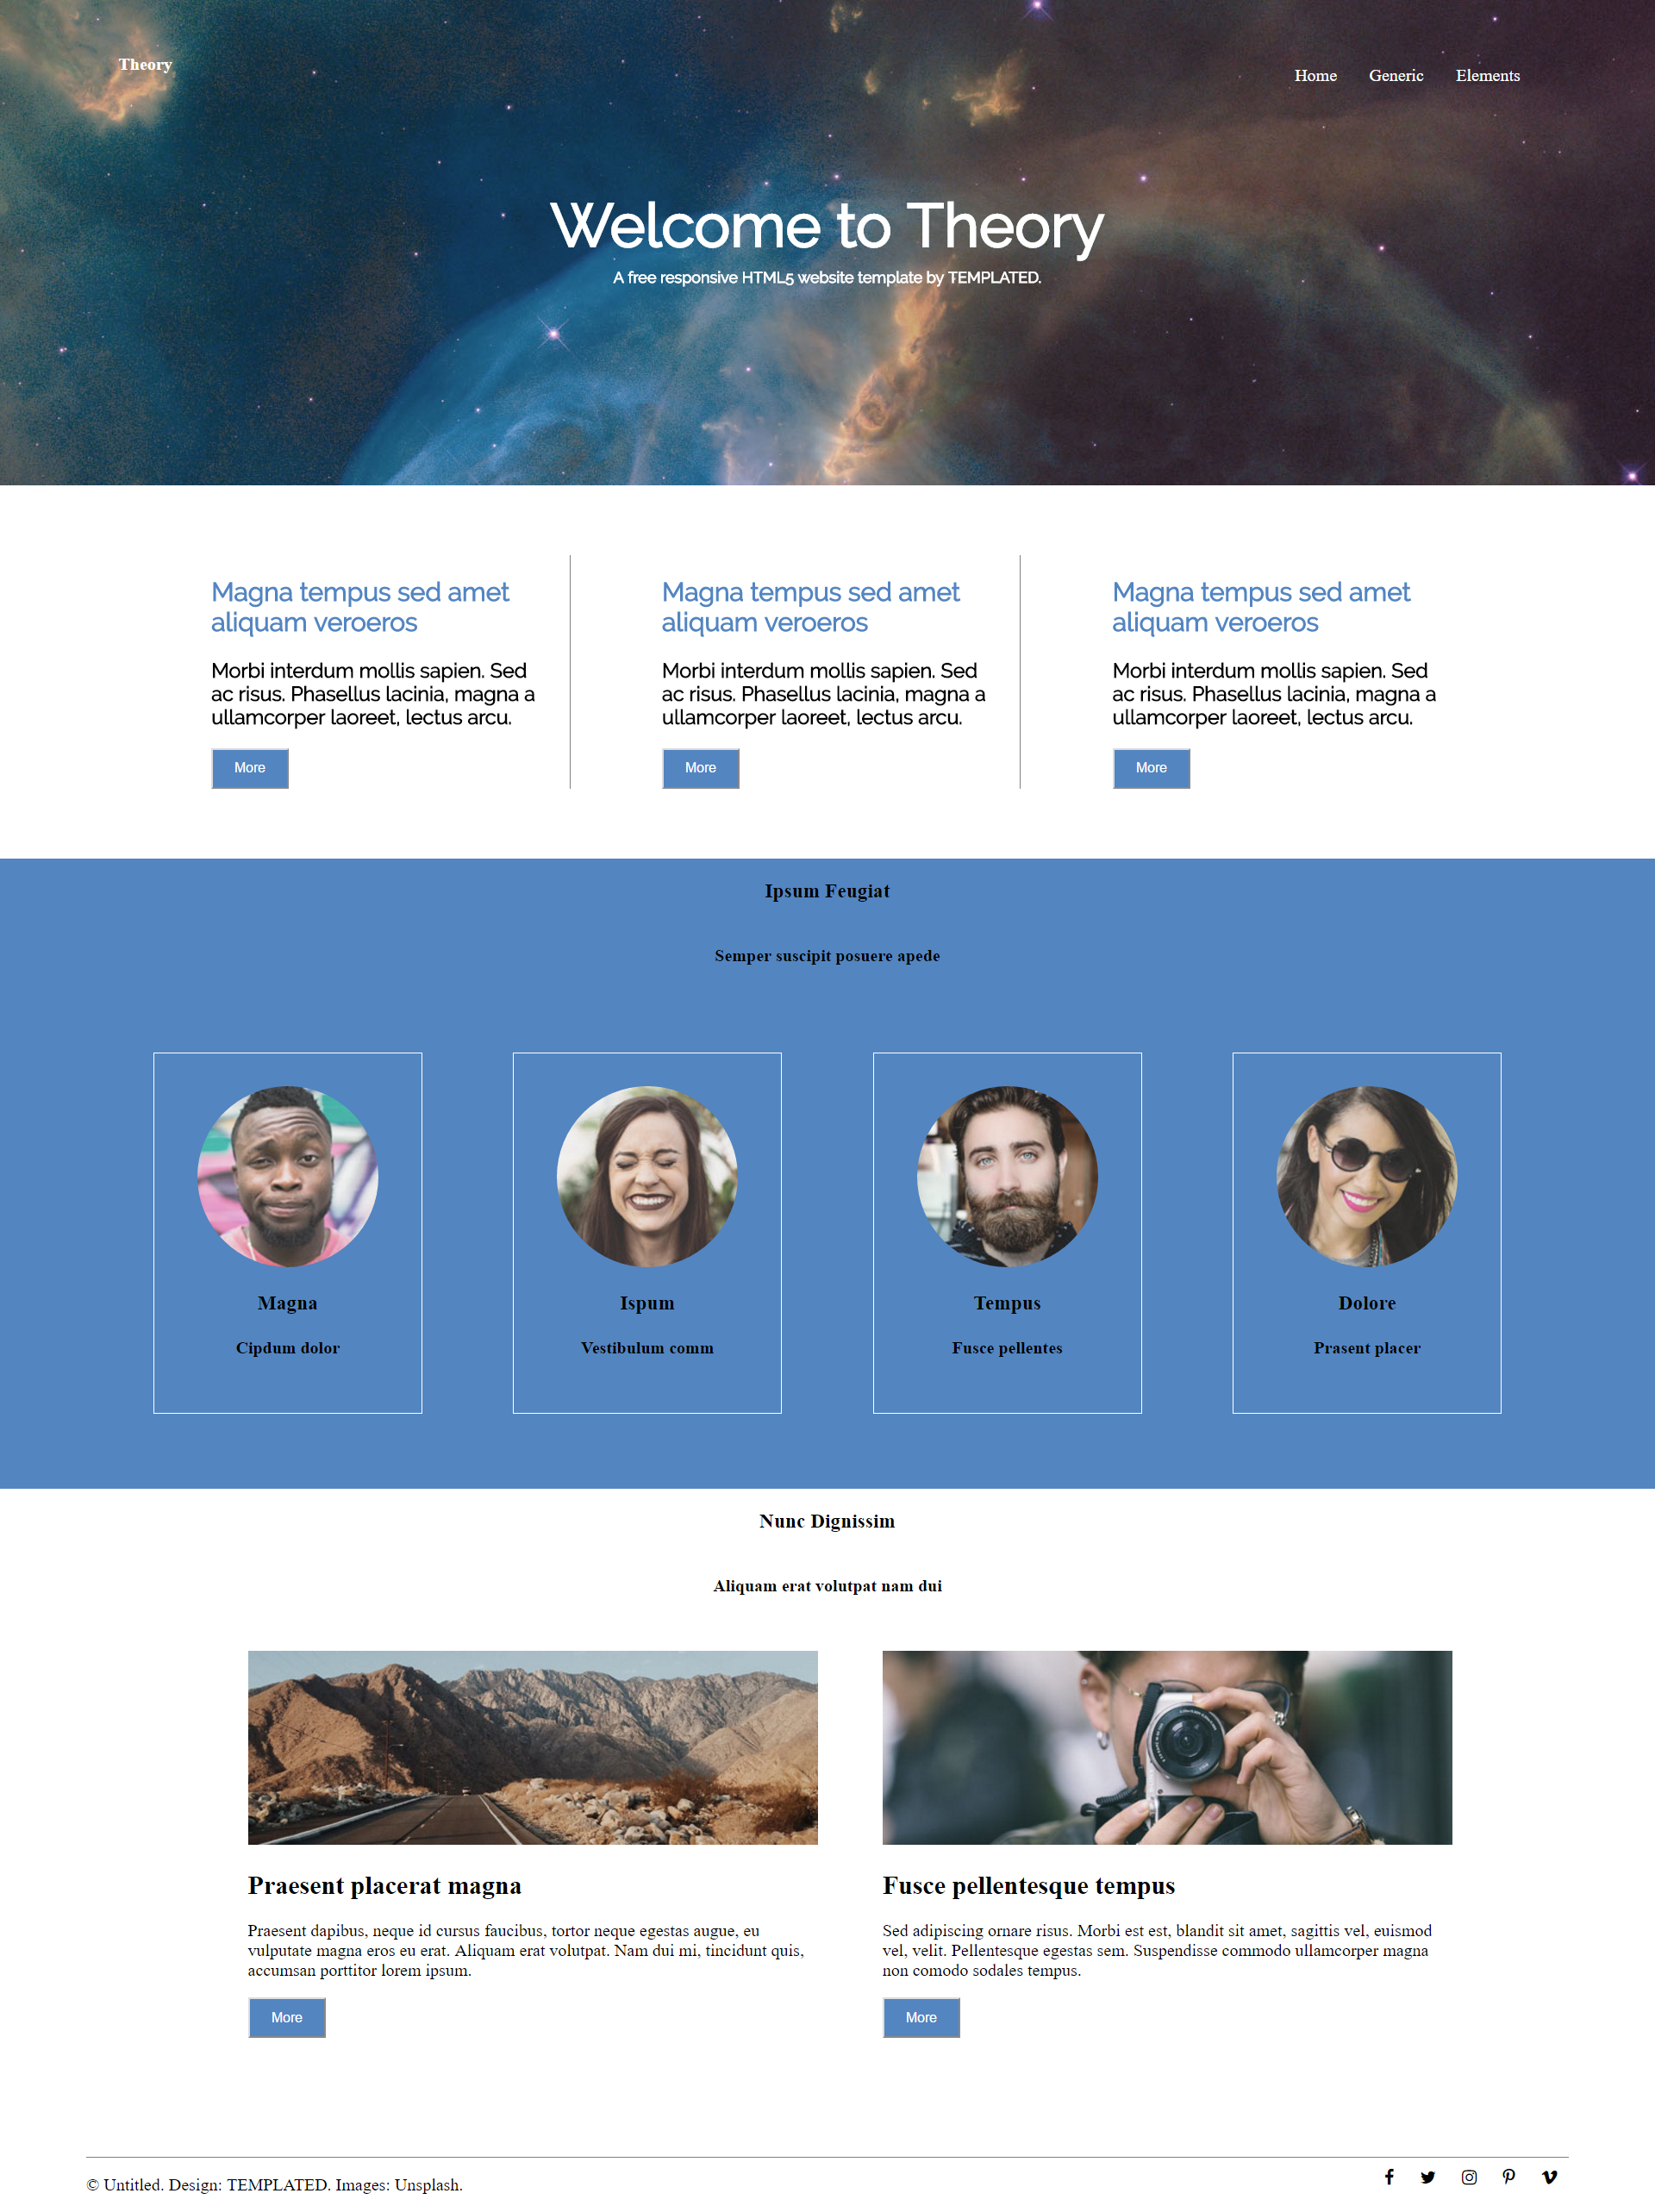 Theory
Home Generic Elements
Welcome to Theory
A free responsive HTML5 website template by TEMPLATED.
Magna tempus sed amet
aliquam veroeros
Morbi interdum mollis sapien. Sed
ac risus. Phasellus lacinia, magna a
ullamcorper laoreet, lectus arcu.
More
Magna tempus sed amet
aliquam veroeros
Morbi interdum mollis sapien. Sed
ac risus. Phasellus lacinia, magna a
ullamcorper laoreet, lectus arcu.
More
Magna tempus sed amet
aliquam veroeros
Morbi interdum mollis sapien. Sed
ac risus. Phasellus lacinia, magna a
ullamcorper laoreet, lectus arcu.
More
Ipsum Feugiat
Semper suscipit posuere apede
Magna
Cipdum dolor
Ispum
Vestibulum comm
Tempus
Fusce pellentes
Dolore
Prasent placer
Nunc Dignissim
Aliquam erat volutpat nam dui
Praesent placerat magna
Praesent dapibus, neque id cursus faucibus, tortor neque egestas augue, eu
vulputate magna eros eu erat. Aliquam erat volutpat. Nam dui mi, tincidunt quis,
accumsan porttitor lorem ipsum.
More
Fusce pellentesque tempus
Sed adipiscing ornare risus. Morbi est est, blandit sit amet, sagittis vel, euismod
vel, velit. Pellentesque egestas sem. Suspendisse commodo ullamcorper magna
non comodo sodales tempus.
More
© Untitled. Design: TEMPLATED. Images: Unsplash.